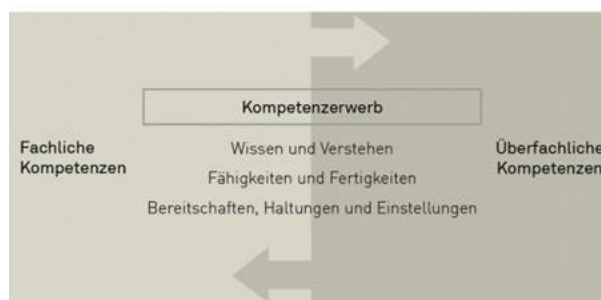 Kompetenzerwerb
Fachliche
Kompetenzen
Wissen und Verstehen
Fähigkeiten und Fertigkeiten
Bereitschaften, Haltungen und Einstellungen
Überfachliche
Kompetenzen